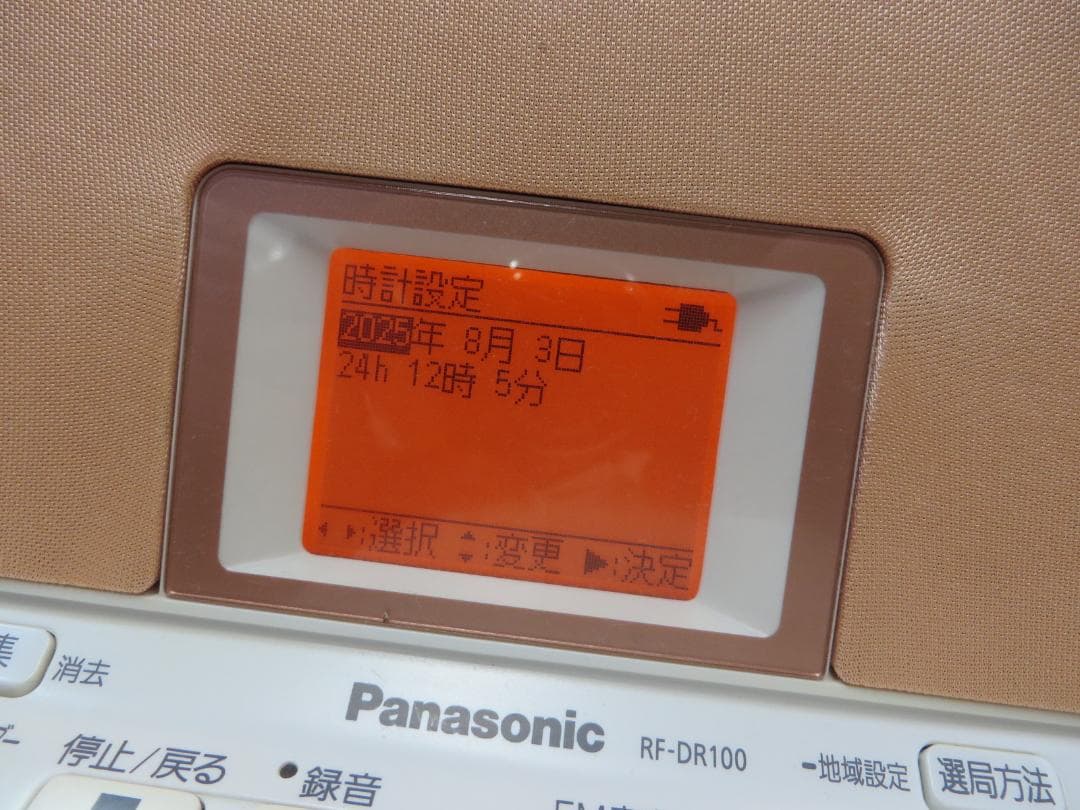 時計設定
2025年 8月 3日
24h 12時 5分
選択 変更 ▶:決定
消去
Panasonic
RF-DR100
-地域設定
選局方法
停止/戻る
●録音